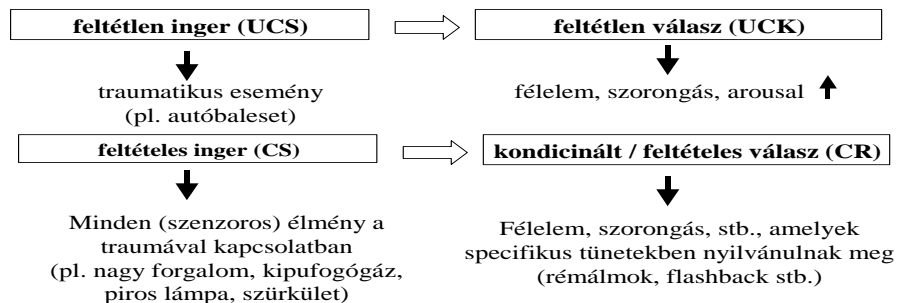 feltétlen inger (UCS)
feltétlen válasz (UCK)
traumatikus esemény
(pl. autóbaleset)
félelem, szorongás, arousal
feltételes inger (CS)
kondicinált / feltételes válasz (CR)
Minden (szenzoros) élmény a
traumával kapcsolatban
(pl. nagy forgalom, kipufogógáz,
piros lámpa, szürkület)
Félelem, szorongás, stb., amelyek
specifikus tünetekben nyilvánulnak meg
(rémálmok, flashback stb.)